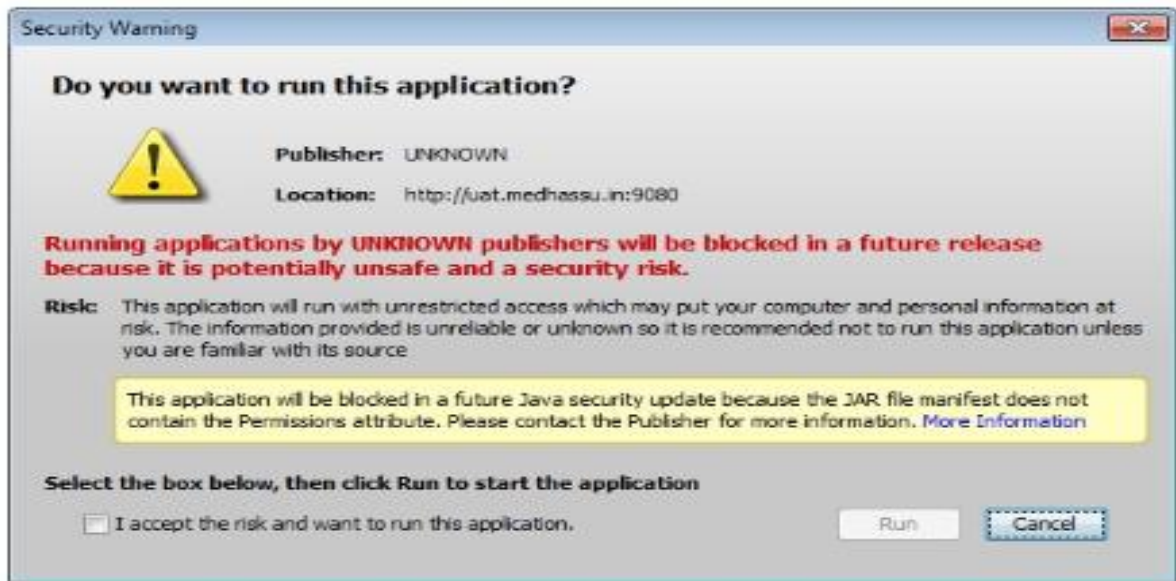 Security Warning
Do you want to run this application?
Publisher: UNKNOWN
Location: http://uat.medhassu.in:9080
Running applications by UNKNOWN publishers will be blocked in a future release
because it is potentially unsafe and a security risk.
Risk: This application will run with unrestricted access which may put your computer and personal information at
risk. The information provided is unreliable or unknown so it is recommended not to run this application unless
you are familiar with its source
This application will be blocked in a future Java security update because the JAR file manifest does not
contain the Permissions attribute. Please contact the Publisher for more information. More Information
Select the box below, then click Run to start the application
I accept the risk and want to run this application.
Run
Cancel